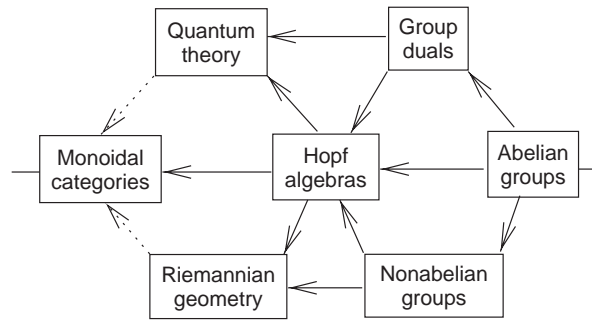 Quantum
theory
Group
duals
Monoidal
categories
Hopf
algebras
Abelian
groups
Riemannian
geometry
Nonabelian
groups